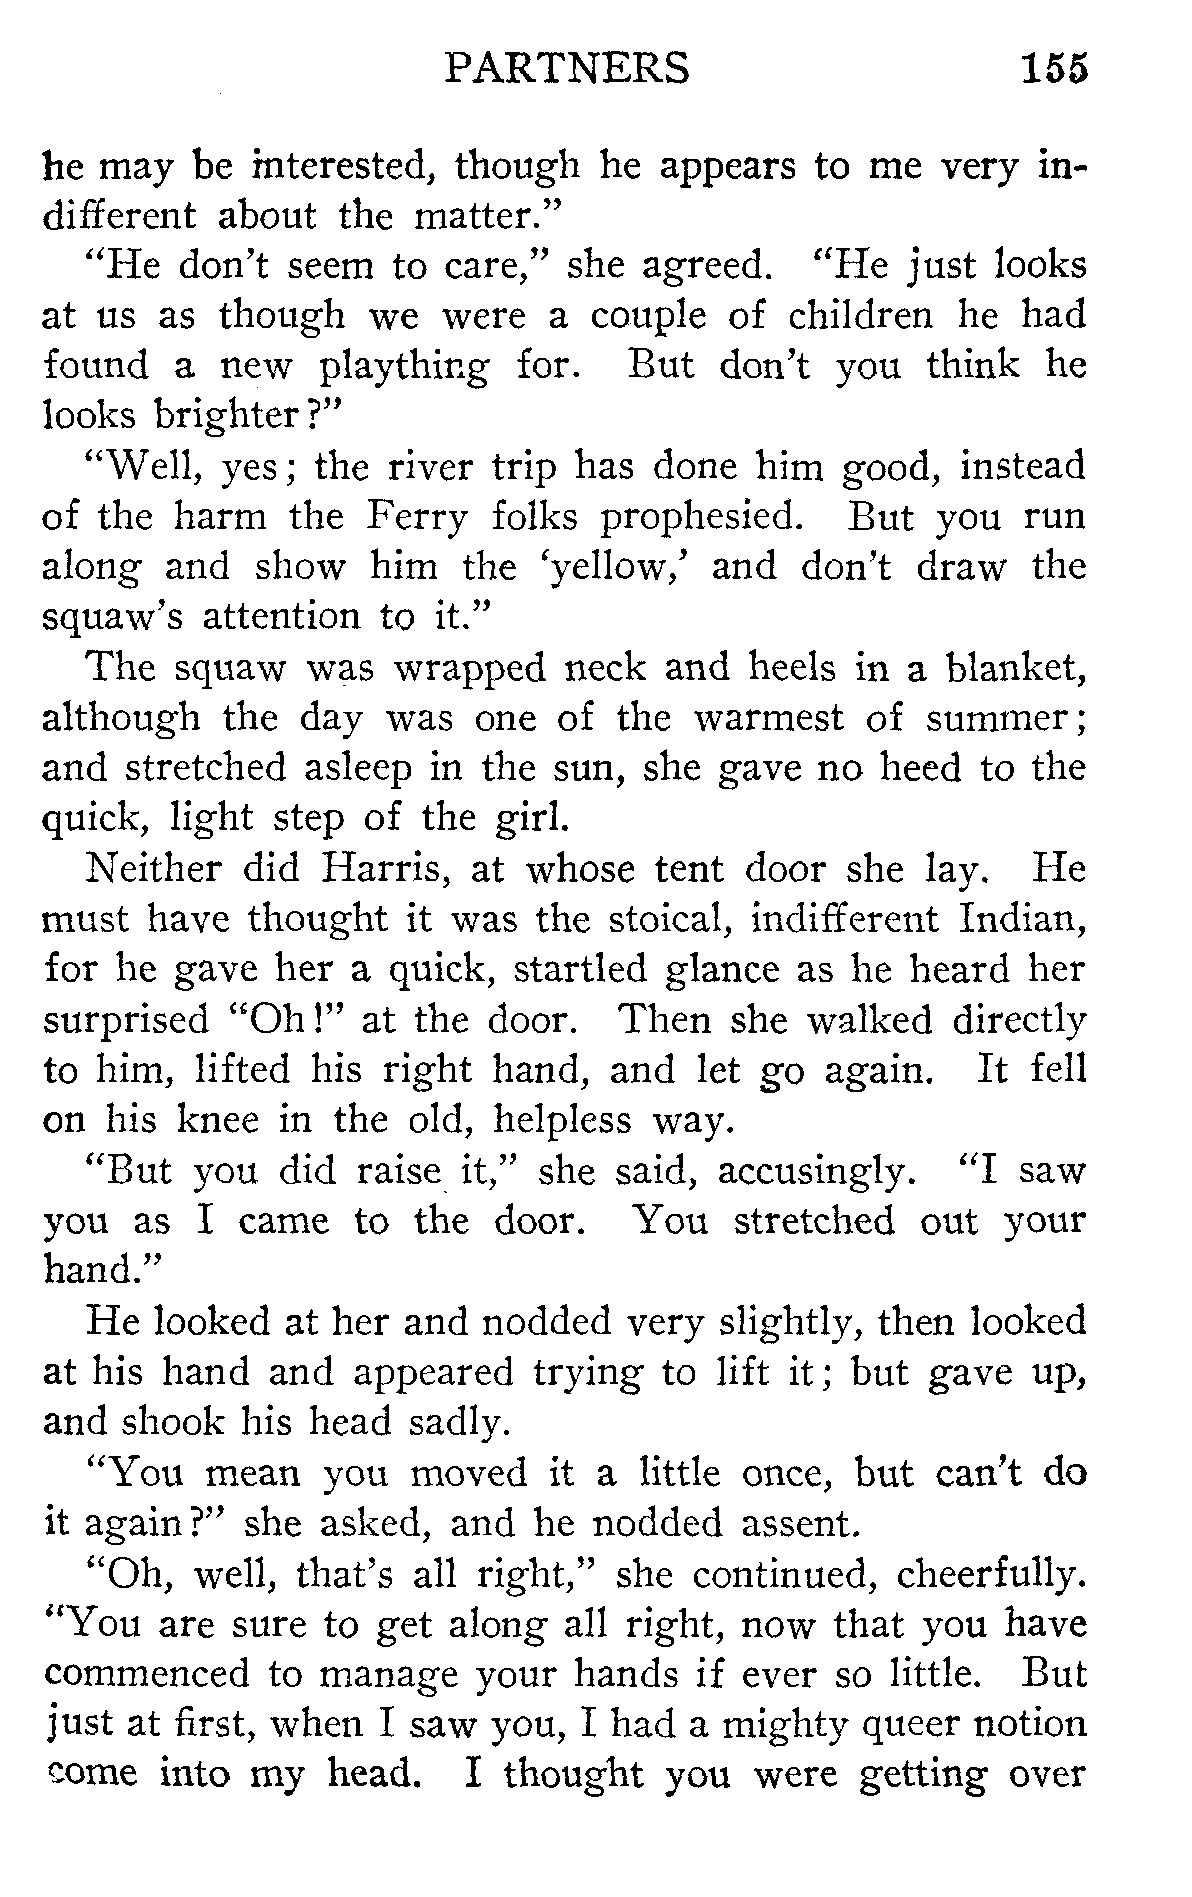 PARTNERS 155
he may be interested, though he appears to me very in-
different about the matter.”
“He don’t seem to care,” she agreed. “He just looks
at us as though we were a couple of children he had
found a new plaything for. But don’t you think he
looks brighter?”
“Well, yes; the river trip has done him good, instead
of the harm the Ferry folks prophesied. But you run
along and show him the ‘yellow,’ and don’t draw the
squaw’s attention to it.”
The squaw was wrapped neck and heels in a blanket,
although the day was one of the warmest of summer;
and stretched asleep in the sun, she gave no heed to the
quick, light step of the girl.
Neither did Harris, at whose tent door she lay. He
must have thought it was the stoical, indifferent Indian,
for he gave her a quick, startled glance as he heard her
surprised “Oh!” at the door. Then she walked directly
to him, lifted his right hand, and let go again. It fell
on his knee in the old, helpless way.
“But you did raise it,” she said, accusingly. “I saw
you as I came to the door. You stretched out your
hand.”
He looked at her and nodded very slightly, then looked
at his hand and appeared trying to lift it; but gave up,
and shook his head sadly.
“You mean you moved it a little once, but can’t do
it again?” she asked, and he nodded assent.
“Oh, well, that’s all right,” she continued, cheerfully.
“You are sure to get along all right, now that you have
commenced to manage your hands if ever so little. But
just at first, when I saw you, I had a mighty queer notion
come into my head. I thought you were getting over